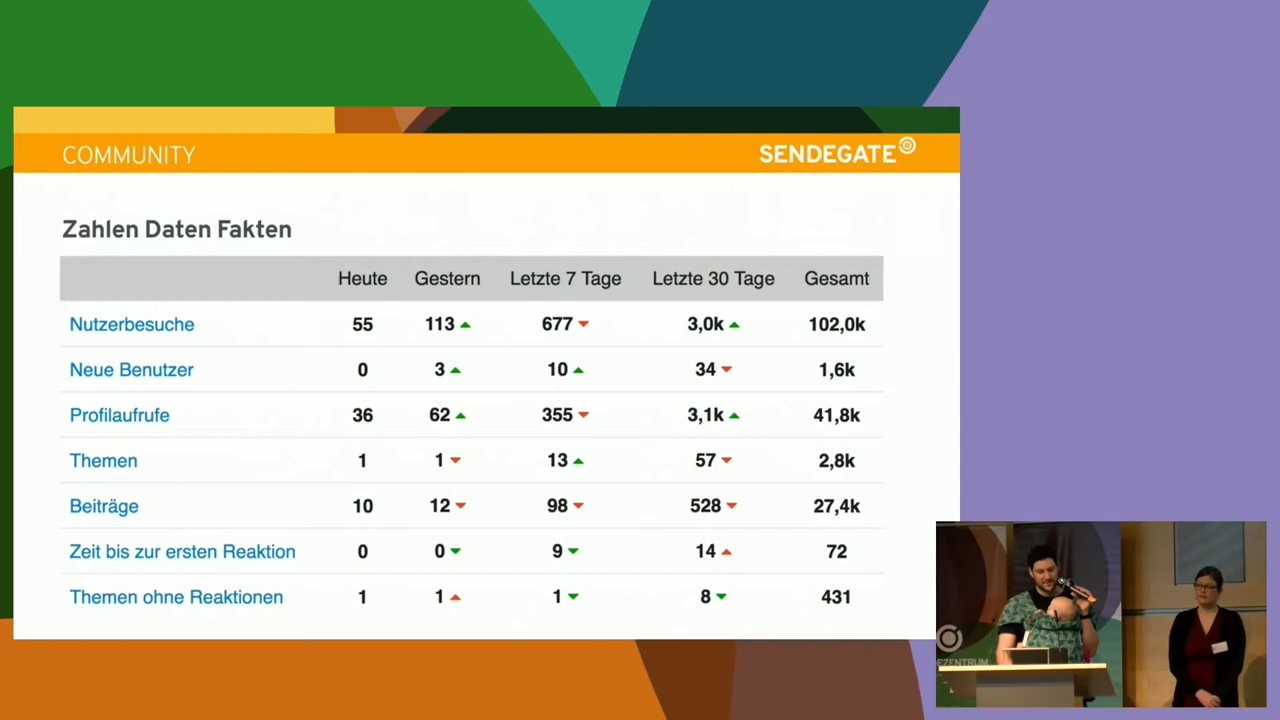 COMMUNITY SENDEGATE
Zahlen Daten Fakten
Heute Gestern Letzte 7 Tage Letzte 30 Tage Gesamt
Nutzerbesuche 55 113 677 3,0k 102,0k
Neue Benutzer 0 3 10 34 1,6k
Profilaufrufe 36 62 355 3,1k 41,8k
Themen 1 1 13 57 2,8k
Beiträge 10 12 98 528 27,4k
Zeit bis zur ersten Reaktion 0 0 9 14 72
Themen ohne Reaktionen 1 1 1 8 431